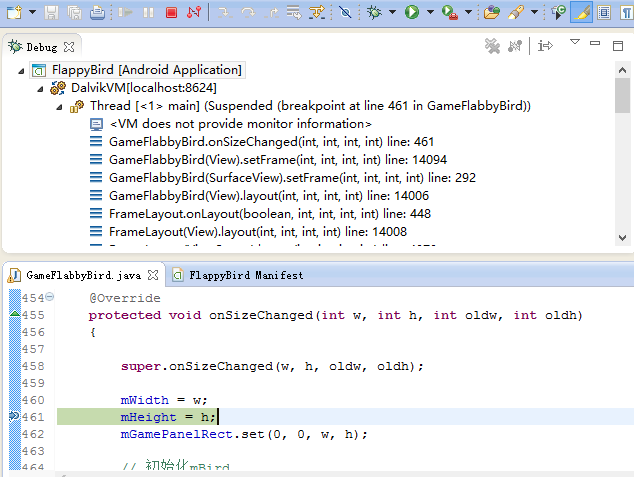 Debug
FlappyBird [Android Application]
DalvikVM[localhost:8624]
Thread [<1> main] (Suspended (breakpoint at line 461 in GameFlabbyBird))
<VM does not provide monitor information>
GameFlabbyBird.onSizeChanged(int, int, int, int) line: 461
GameFlabbyBird(View).setFrame(int, int, int, int) line: 14094
GameFlabbyBird(SurfaceView).setFrame(int, int, int, int) line: 292
GameFlabbyBird(View).layout(int, int, int, int) line: 14006
FrameLayout.onLayout(boolean, int, int, int, int) line: 448
FrameLayout(View).layout(int, int, int, int) line: 14008
GameFlabbyBird.java FlappyBird Manifest
454 @Override
455 protected void onSizeChanged(int w, int h, int oldw, int oldh)
456 {
457
458 super.onSizeChanged(w, h, oldw, oldh);
459
460 mWidth = w;
461 mHeight = h;
462 mGamePanelRect.set(0, 0, w, h);
463
464 // 初始化mBird